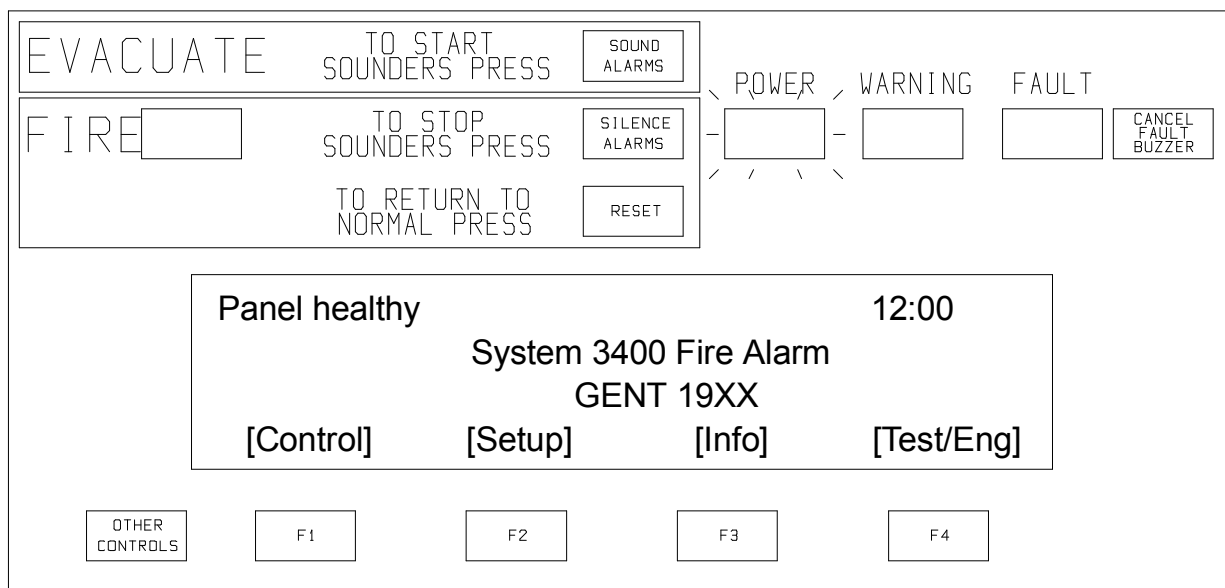 EVACUATE
TO START
SOUNDERS PRESS
SOUND
ALARMS
POWER
WARNING
FAULT
FIRE
TO STOP
SOUNDERS PRESS
SILENCE
ALARMS
CANCEL
FAULT
BUZZER
TO RETURN TO
NORMAL PRESS
RESET
Panel healthy 12:00
System 3400 Fire Alarm
GENT 19XX
[Control] [Setup] [Info] [Test/Eng]
OTHER
CONTROLS
F1
F2
F3
F4